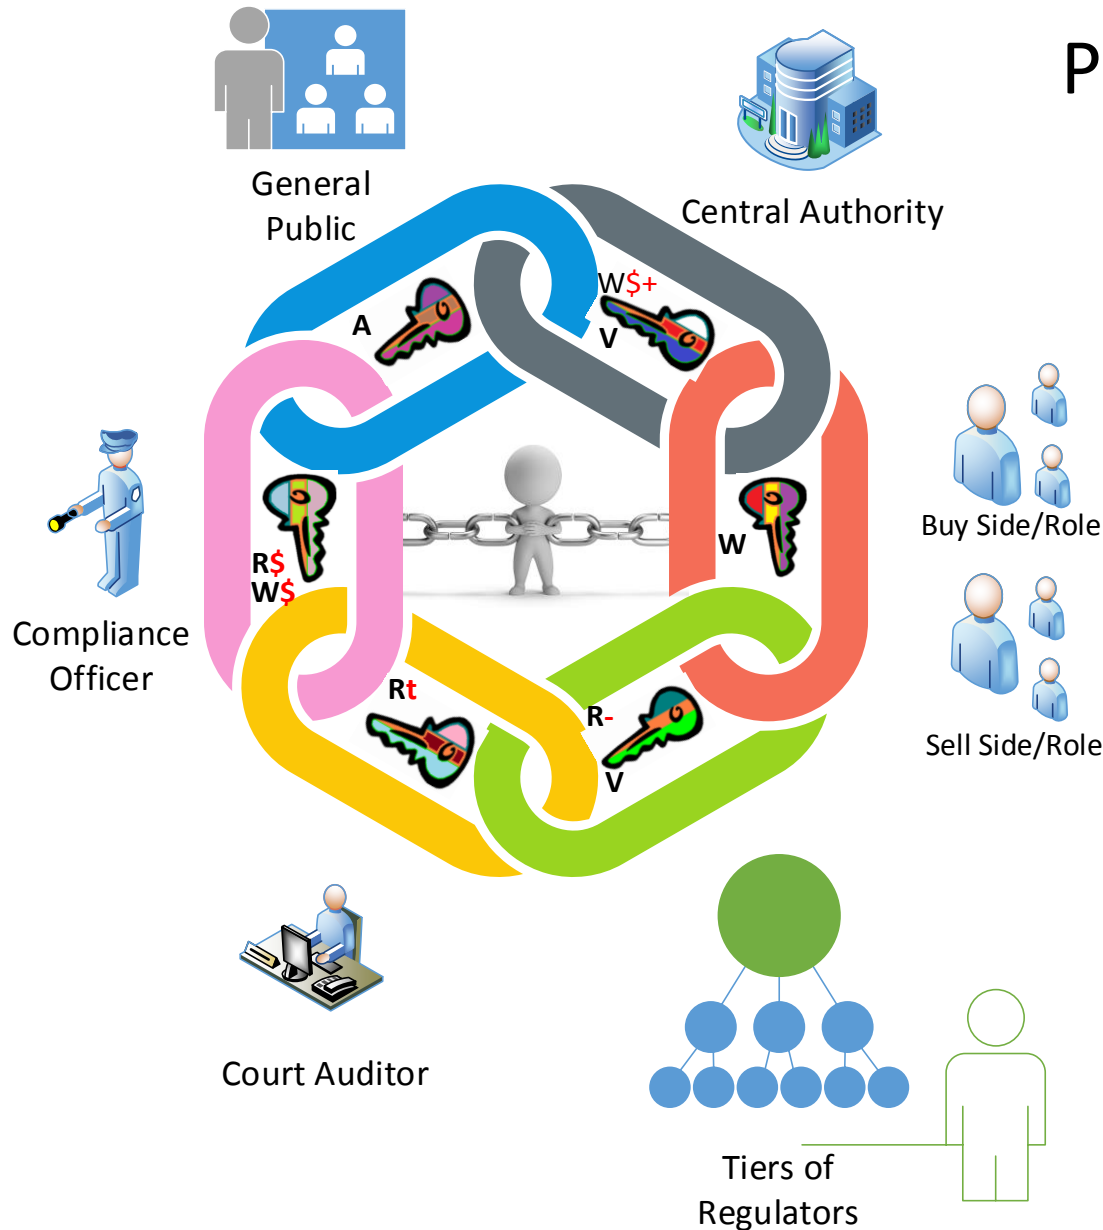 P
General
Public
Central Authority
W$+
V
A
Buy Side/Role
W
R$
W$
Compliance
Officer
Rt
R-
V
Sell Side/Role
Court Auditor
Tiers of
Regulators